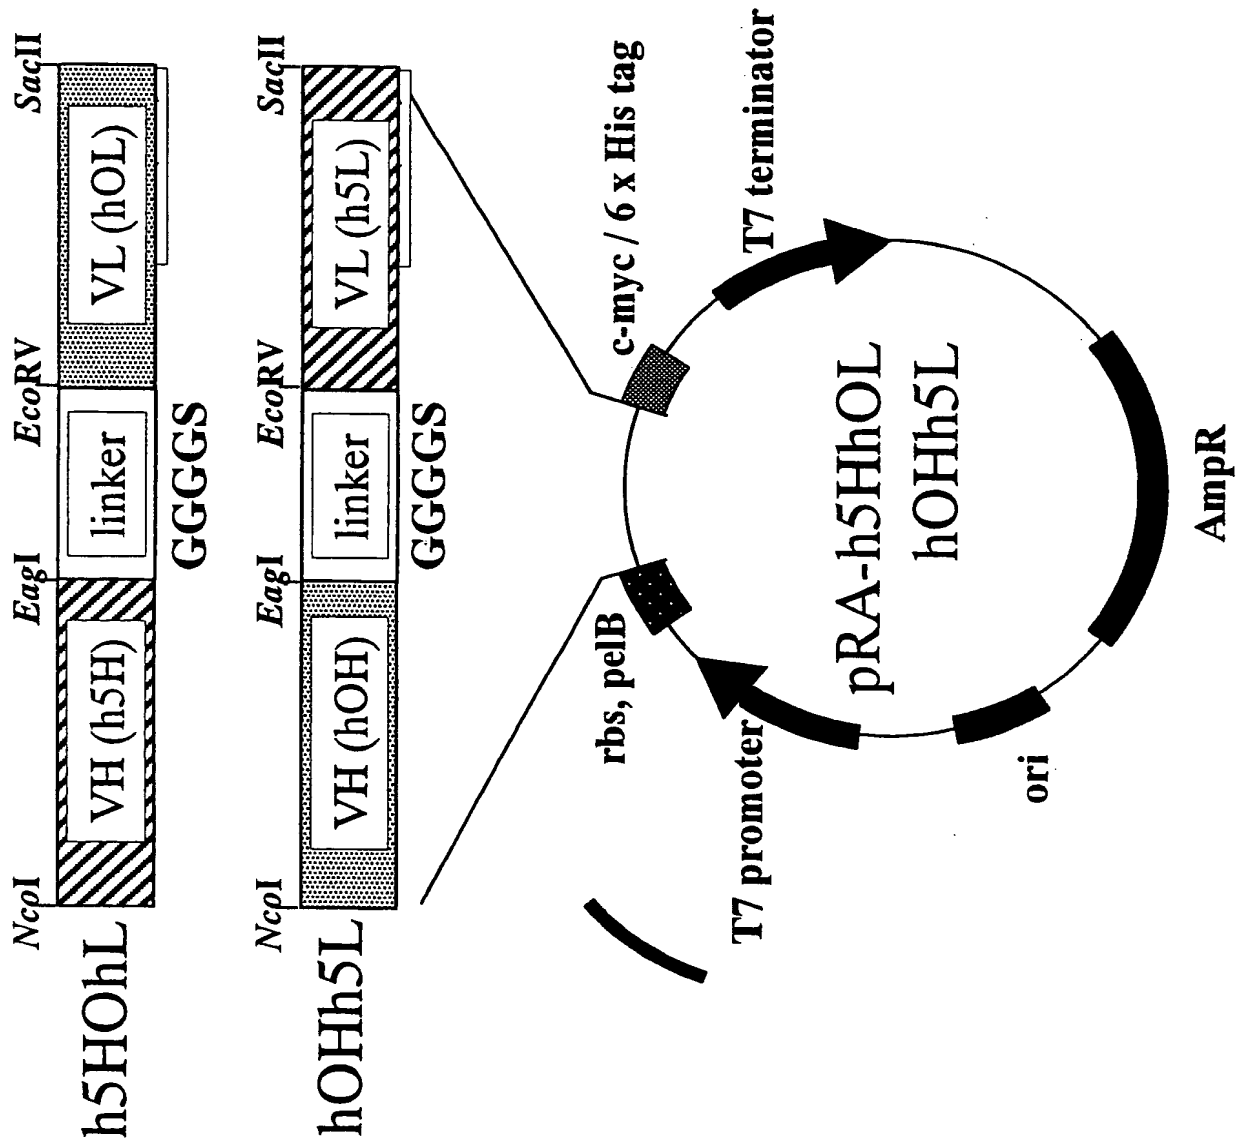 h5HOhL
NcoI EagI EcoRV SacII
VH (h5H) linker VL (hOL)
GGGGS
hOHh5L
NcoI EagI EcoRV SacII
VH (hOH) linker VL (h5L)
GGGGS
rbs, pelB
c-myc / 6 x His tag
T7 promoter
T7 terminator
pRA-h5HhOL
hOHh5L
ori
AmpR